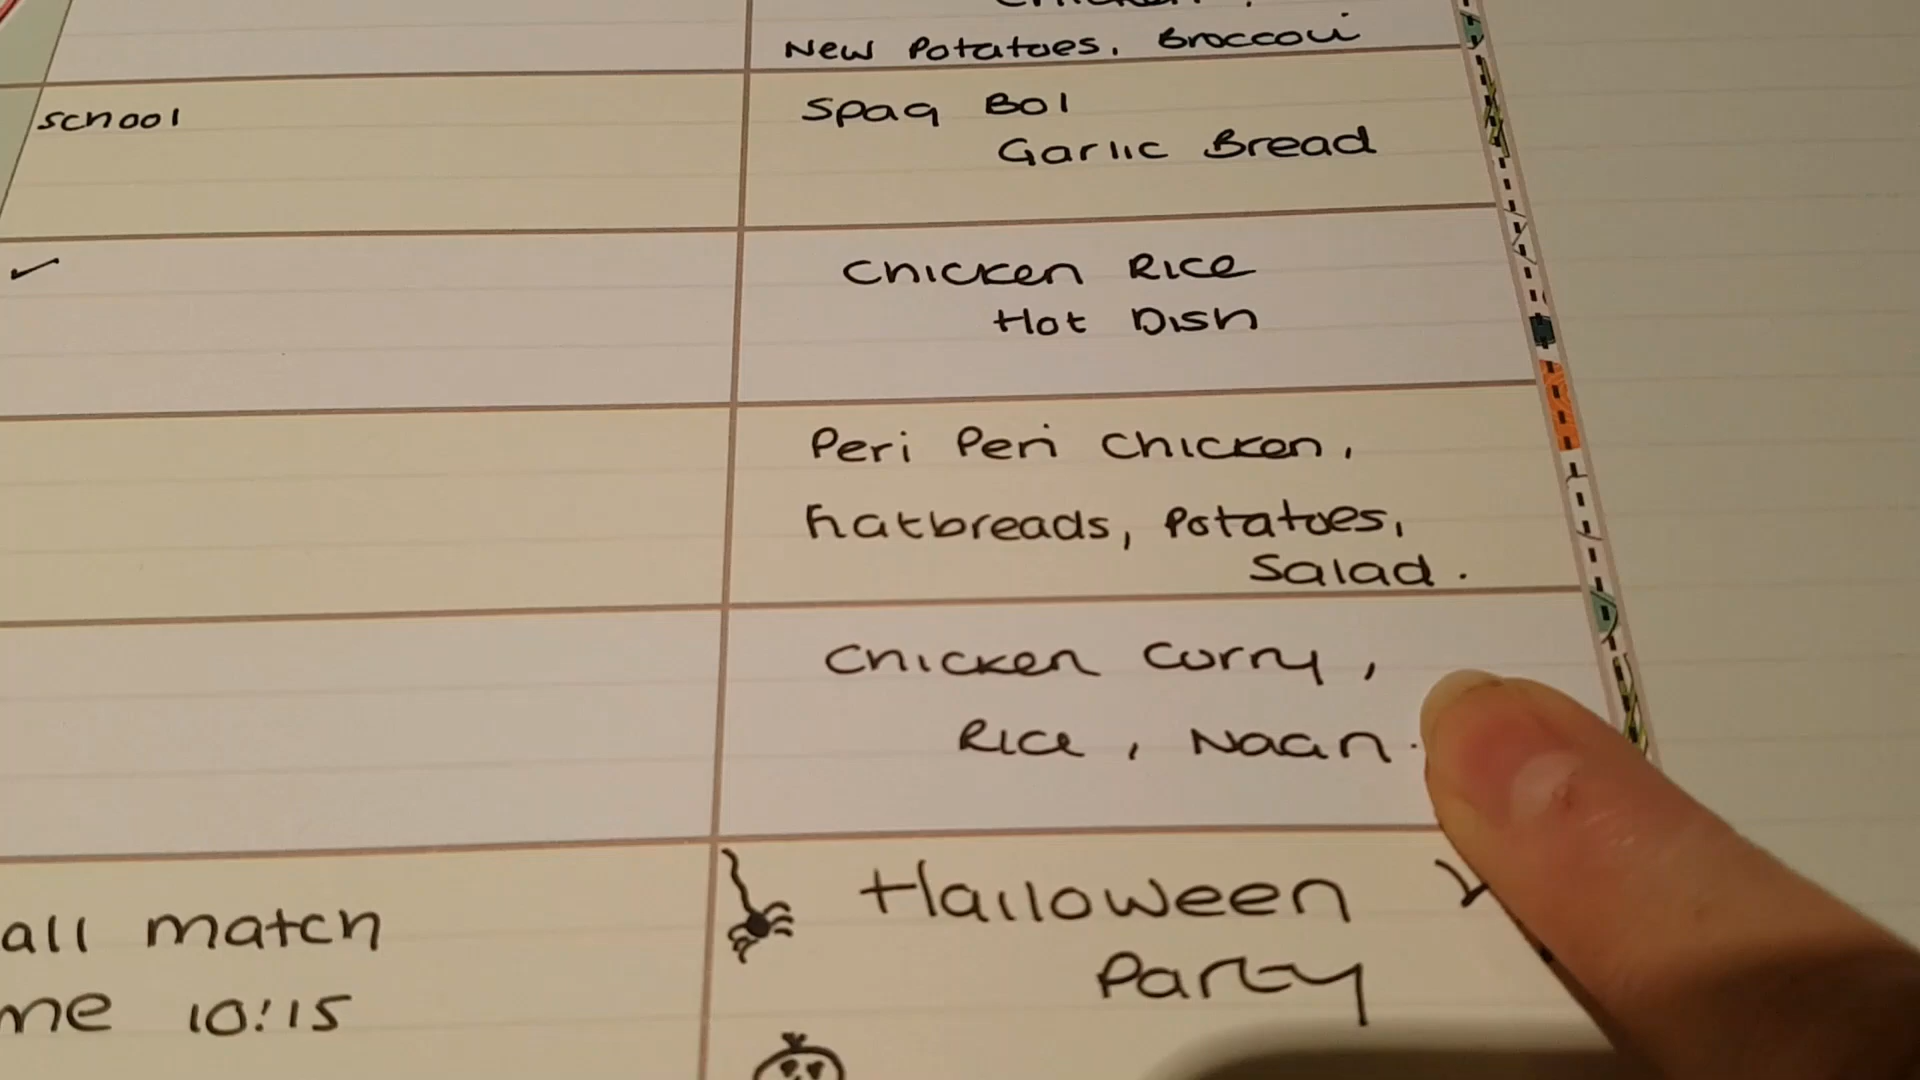 New Potatoes, Broccoli
school
Spag Bol
Garlic Bread
Chicken Rice
Hot Dish
Peri Peri Chicken,
flatbreads, Potatoes,
Salad.
Chicken Curry,
Rice, Naan.
all match
me 10:15
Halloween
Party